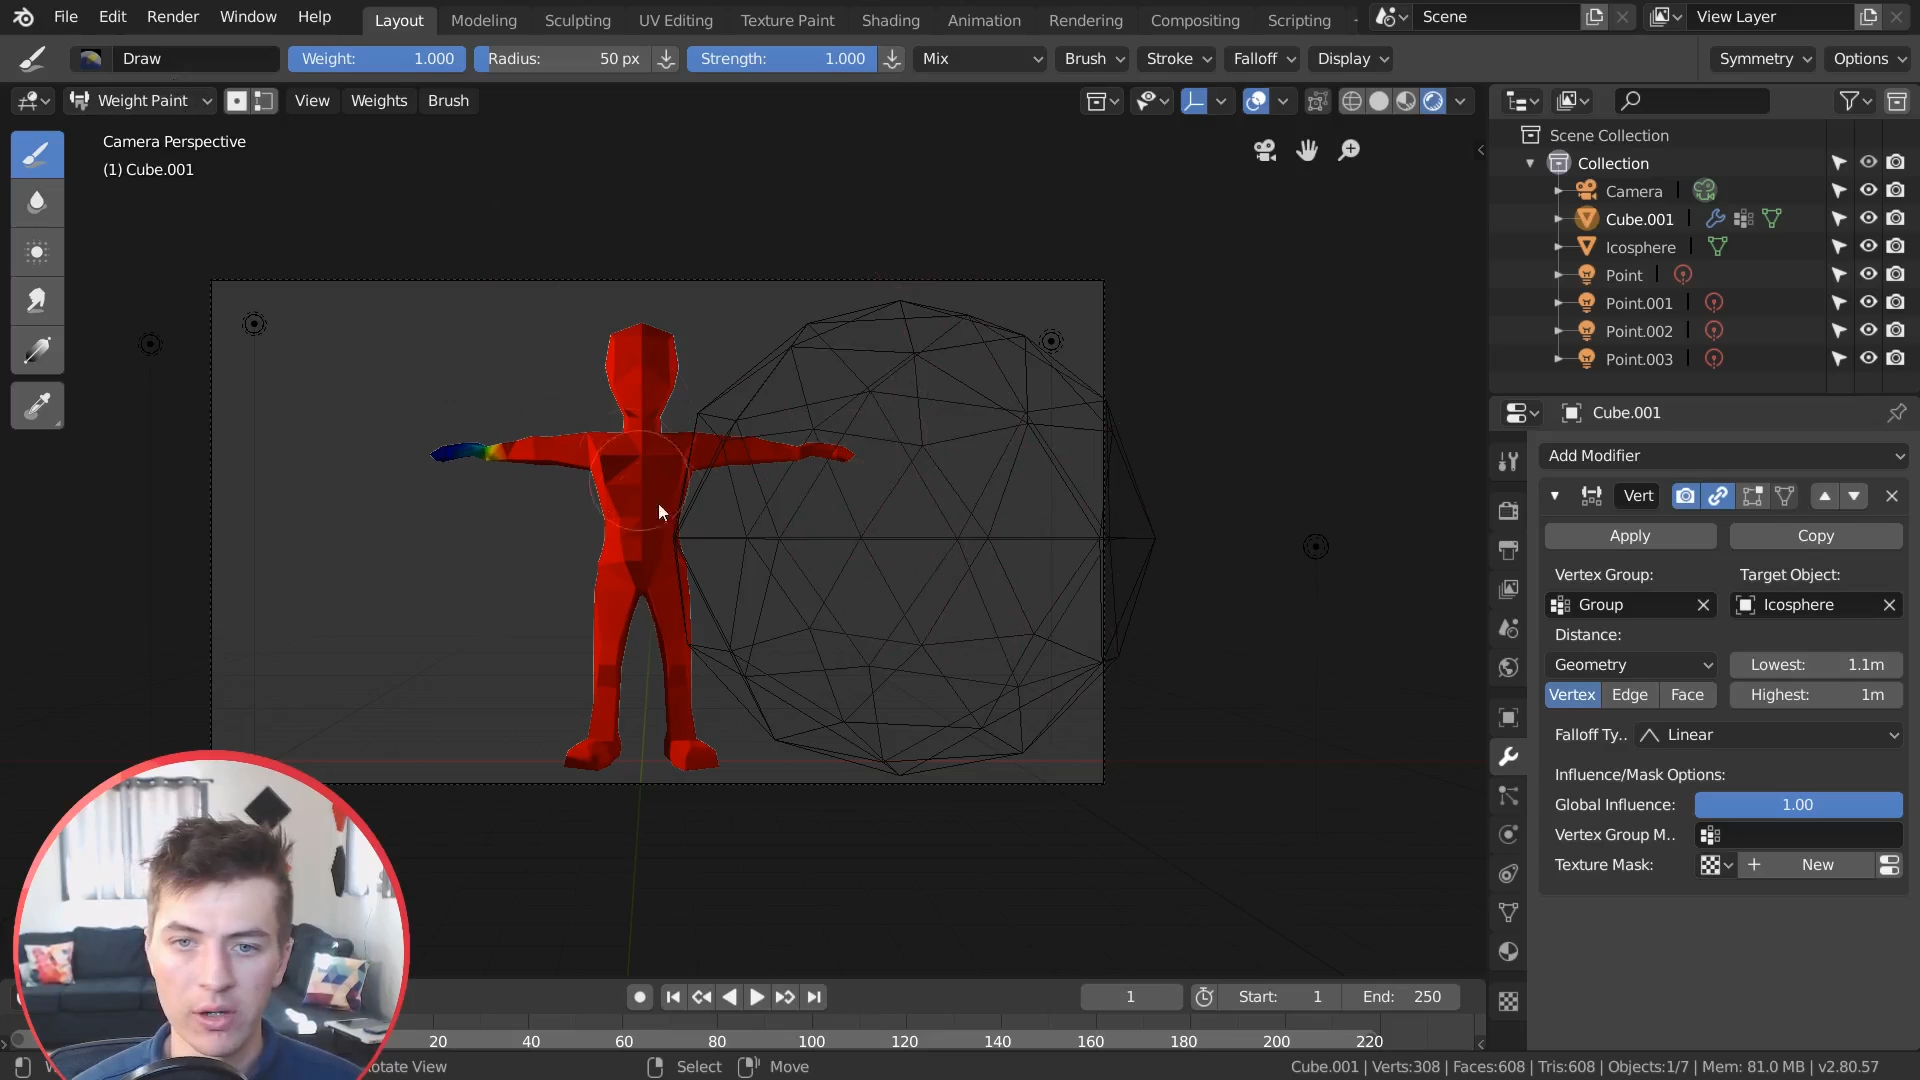 File Edit Render Window Help Layout Modeling Sculpting UV Editing Texture Paint Shading Animation Rendering Compositing Scripting Scene View Layer
Draw Weight: 1.000 Radius: 50 px Strength: 1.000 Mix Brush Stroke Falloff Display Symmetry Options
Weight Paint View Weights Brush
Camera Perspective
(1) Cube.001
Scene Collection
Collection
Camera
Cube.001
Icosphere
Point
Point.001
Point.002
Point.003
Cube.001
Add Modifier
Vert
Apply Copy
Vertex Group: Target Object:
Group Icosphere
Distance:
Geometry Lowest: 1.1m
Vertex Edge Face Highest: 1m
Falloff Ty.. Linear
Influence/Mask Options:
Global Influence: 1.00
Vertex Group M..
Texture Mask: New
1 Start: 1 End: 250
20 40 60 80 100 120 140 160 180 200 220
otate View Select Move Cube.001 | Verts:308 | Faces:608 | Tris:608 | Objects:1/7 | Mem: 81.0 MB | v2.80.57